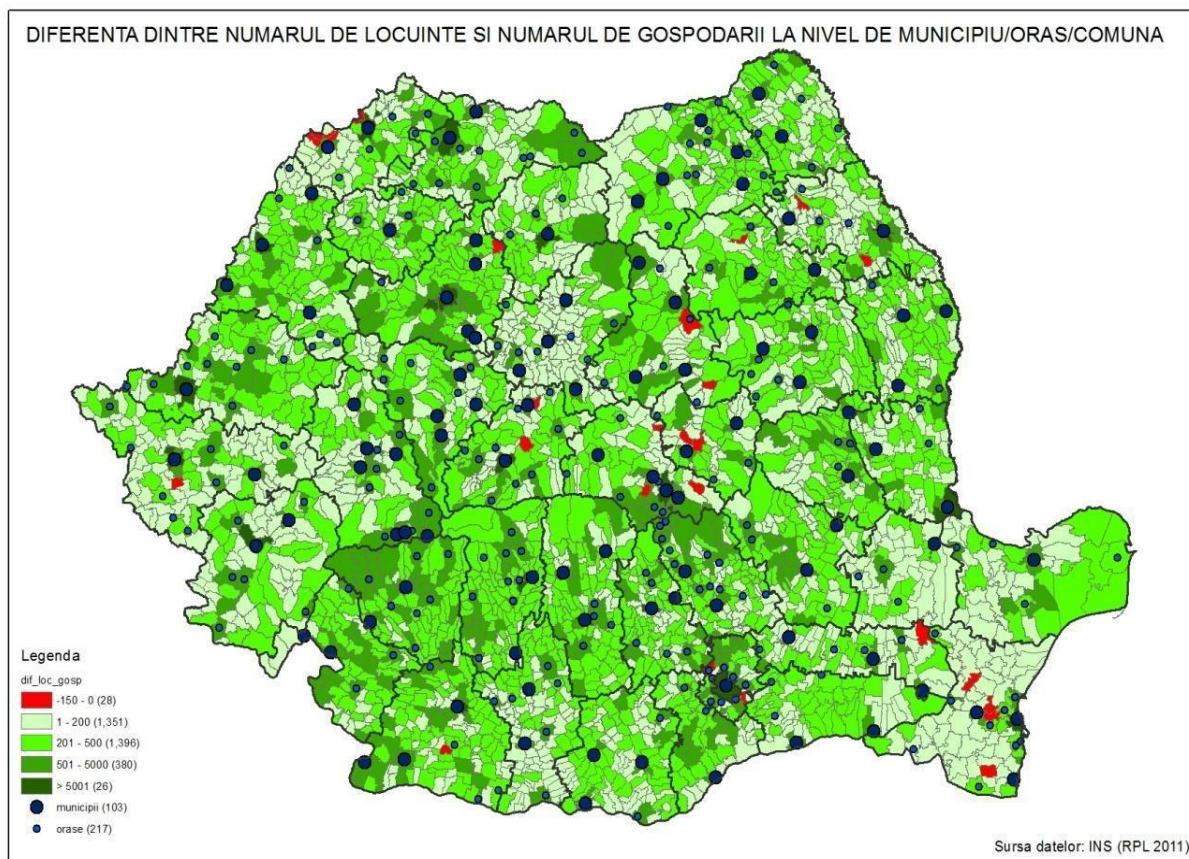 DIFERENTA DINTRE NUMARUL DE LOCUINTE SI NUMARUL DE GOSPODARII LA NIVEL DE MUNICIPIU/ORAS/COMUNA
Legenda
dif_loc_gosp
-150 - 0 (28)
1 - 200 (1,351)
201 - 500 (1,396)
501 - 5000 (380)
> 5001 (26)
municipii (103)
orase (217)
Sursa datelor: INS (RPL 2011)